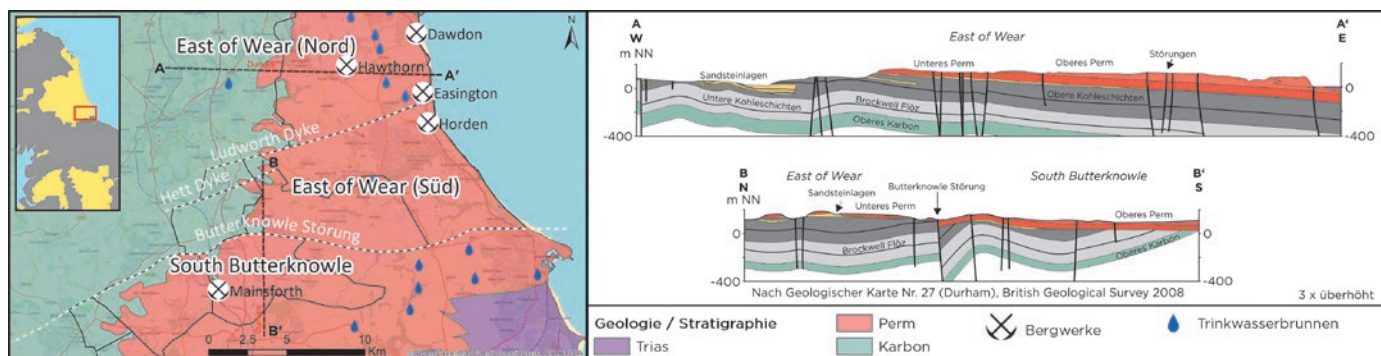 N
East of Wear (Nord)
Dawdon
A
Hawthorn
A'
Easington
Horden
Ludworth Dyke
B
Hett Dyke
East of Wear (Süd)
Butterknowle Störung
South Butterknowle
Mainsforth
B'
0 2.5 5 10
Km
A
W
East of Wear
A'
E
m NN
Störungen
Unteres Perm
Oberes Perm
Sandsteinlagen
0
Untere Kohleschichten
Brockwell Flöz
Obere Kohleschichten
0
-400
Oberes Karbon
-400
B
N
East of Wear
Butterknowle Störung
South Butterknowle
B'
S
m NN
Sandsteinlagen
Unteres Perm
Oberes Perm
0
Brockwell Flöz
Oberes Karbon
0
-400
-400
Nach Geologischer Karte Nr. 27 (Durham), British Geological Survey 2008
3 x überhöht
Geologie / Stratigraphie
Perm
Bergwerke
Trinkwasserbrunnen
Trias
Karbon